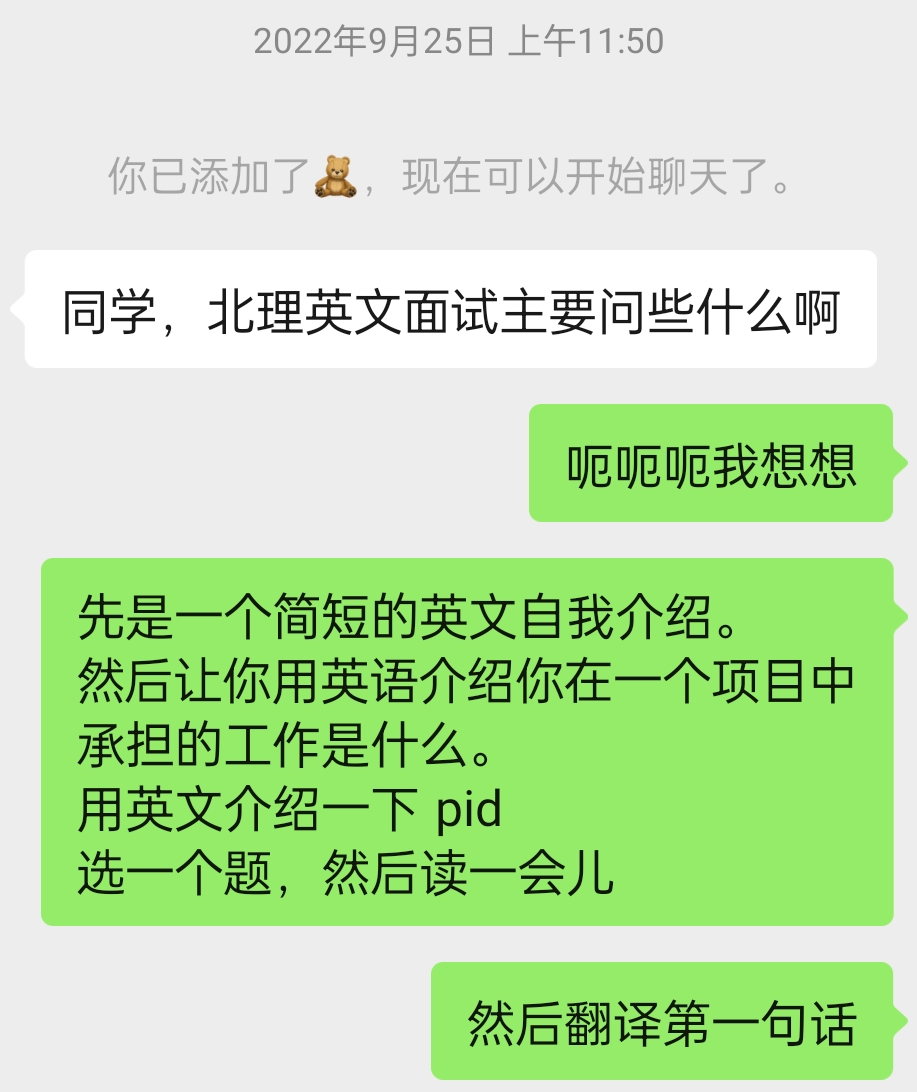 2022年9月25日 上午11:50
你已添加了🧸，现在可以开始聊天了。
同学，北理英文面试主要问些什么啊
呃呃呃我想想
先是一个简短的英文自我介绍。
然后让你用英语介绍你在一个项目中
承担的工作是什么。
用英文介绍一下 pid
选一个题，然后读一会儿
然后翻译第一句话